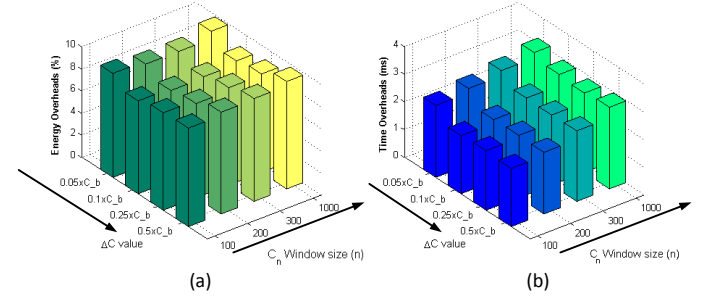 Energy Overheads (%)
10
8
6
4
2
0
0.05xC_b
0.1xC_b
0.25xC_b
0.5xC_b
ΔC value
100
200
300
1000
C_n Window size (n)
(a)
Time Overheads (ms)
4
3
2
1
0
0.05xC_b
0.1xC_b
0.25xC_b
0.5xC_b
ΔC value
100
200
300
1000
C_n Window size (n)
(b)